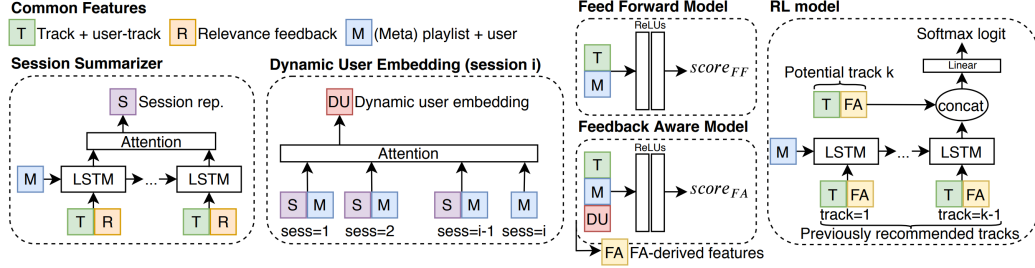 Common Features
T Track + user-track R Relevance feedback M (Meta) playlist + user
Session Summarizer
S Session rep.
Attention
M LSTM ... LSTM
T R T R
Dynamic User Embedding (session i)
DU Dynamic user embedding
Attention
S M S M S M M
sess=1 sess=2 sess=i-1 sess=i
Feed Forward Model
ReLUs
T
M
score_FF
Feedback Aware Model
ReLUs
T
M
DU
score_FA
FA FA-derived features
RL model
Softmax logit
Linear
Potential track k
T FA concat
M LSTM ... LSTM
T FA T FA
track=1 track=k-1
Previously recommended tracks